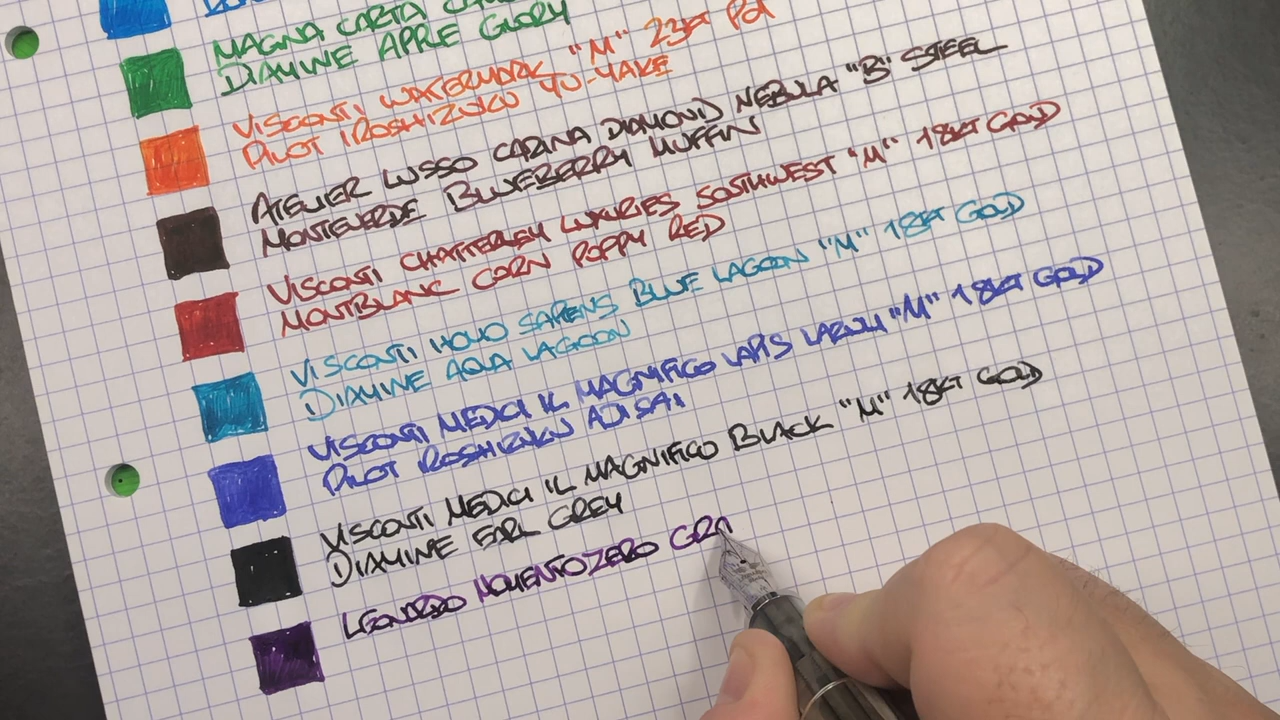 MAGNA CARTA
DIAMINE APPLE GLORY
VISCONTI WATERMARK "M" 23KT Pd
PILOT IROSHIZUKU YU-YAKE
ATELIER LUSSO CARINA DIAMOND NEBULA "B" STEEL
MONTEVERDE BLUEBERRY MUFFIN
VISCONTI CHATTERLEY LUXURIES SOUTHWEST "M" 18KT GOLD
MONTBLANC CORN POPPY RED
VISCONTI HOMO SAPIENS BLUE LAGOON "M" 18KT GOLD
DIAMINE AQUA LAGOON
VISCONTI MEDICI IL MAGNIFICO LAPIS "M" 18KT GOLD
PILOT IROSHIZUKU AJISAI
VISCONTI MEDICI IL MAGNIFICO BLACK "M" 18KT GOLD
DIAMINE EARL GREY
LEONARDO MOMENTO ZERO GRA